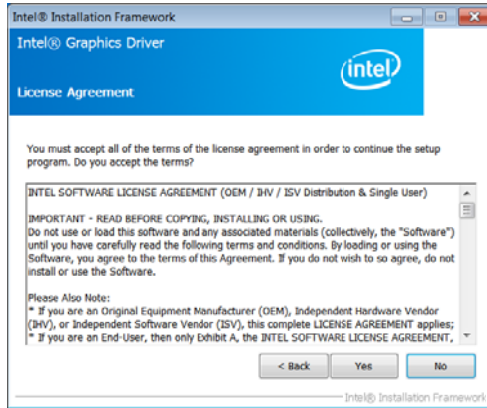 Intel® Installation Framework
Intel® Graphics Driver
intel
License Agreement
You must accept all of the terms of the license agreement in order to continue the setup
program. Do you accept the terms?
INTEL SOFTWARE LICENSE AGREEMENT (OEM / IHV / ISV Distribution & Single User)
IMPORTANT - READ BEFORE COPYING, INSTALLING OR USING.
Do not use or load this software and any associated materials (collectively, the "Software")
until you have carefully read the following terms and conditions. By loading or using the
Software, you agree to the terms of this Agreement. If you do not wish to so agree, do not
install or use the Software.
Please Also Note:
* If you are an Original Equipment Manufacturer (OEM), Independent Hardware Vendor
(IHV), or Independent Software Vendor (ISV), this complete LICENSE AGREEMENT applies;
* If you are an End-User, then only Exhibit A, the INTEL SOFTWARE LICENSE AGREEMENT,
< Back Yes No
Intel® Installation Framework